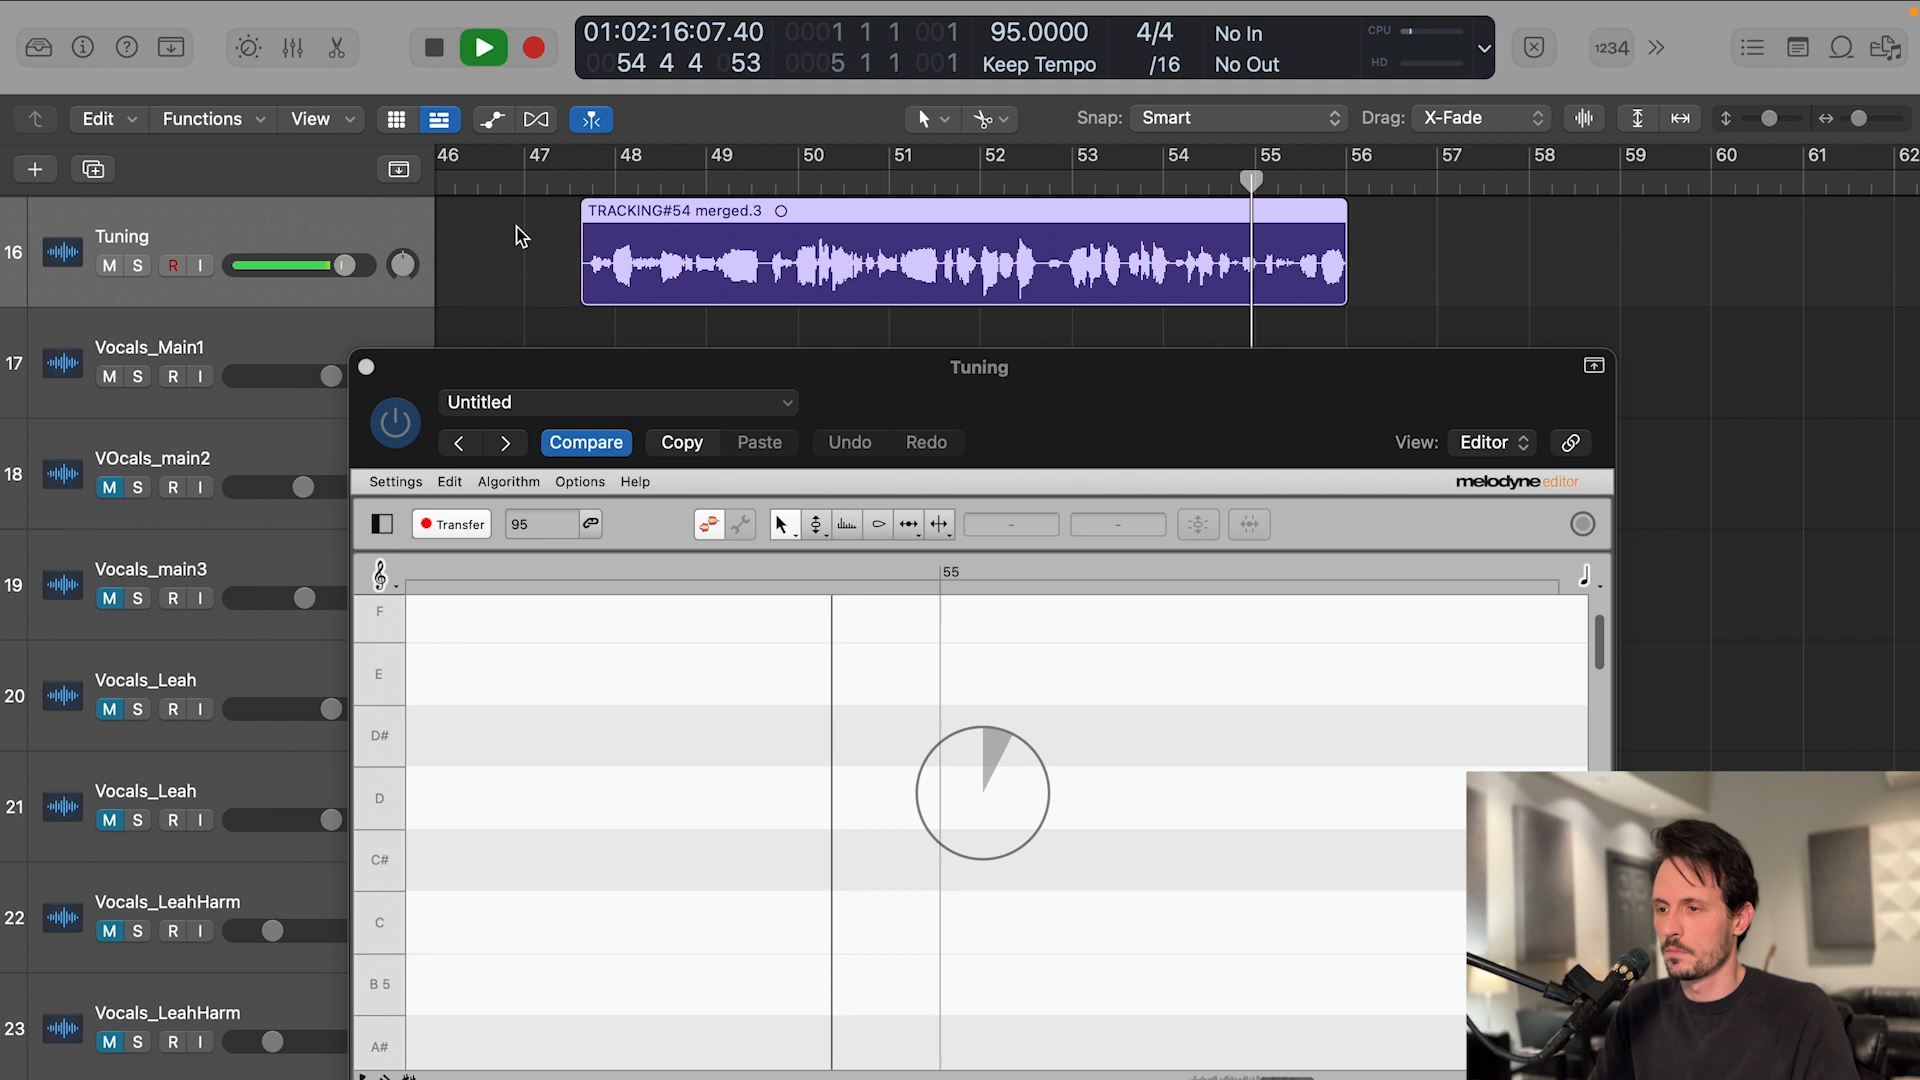 01:02:16:07.40 0001 1 1 001 95.0000 4/4 No In CPU
0054 4 4 053 0005 1 1 001 Keep Tempo /16 No Out HD
1234
Edit Functions View Snap: Smart Drag: X-Fade
46 47 48 49 50 51 52 53 54 55 56 57 58 59 60 61 62
TRACKING#54 merged.3
16 Tuning
M S R I
17 Vocals_Main1
M S R I
18 VOcals_main2
M S R I
19 Vocals_main3
M S R I
20 Vocals_Leah
M S R I
21 Vocals_Leah
M S R I
22 Vocals_LeahHarm
M S R I
23 Vocals_LeahHarm
M S R I
Tuning
Untitled
Compare Copy Paste Undo Redo View: Editor
Settings Edit Algorithm Options Help melodyne editor
Transfer 95 - -
55
F
E
D#
D
C#
C
B 5
A#